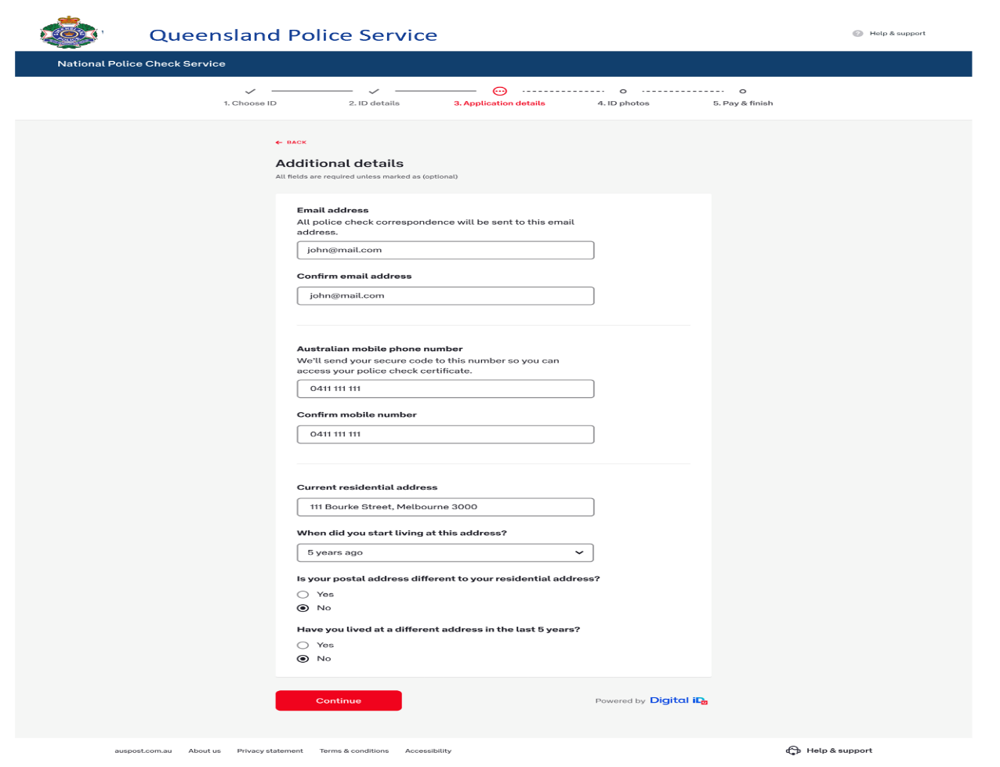 Queensland Police Service
Help & support
National Police Check Service
1. Choose ID
2. ID details
3. Application details
4. ID photos
5. Pay & finish
← BACK
Additional details
All fields are required unless marked as (optional)
Email address
All police check correspondence will be sent to this email
address.
john@mail.com
Confirm email address
john@mail.com
Australian mobile phone number
We'll send your secure code to this number so you can
access your police check certificate.
0411 111 111
Confirm mobile number
0411 111 111
Current residential address
111 Bourke Street, Melbourne 3000
When did you start living at this address?
5 years ago
Is your postal address different to your residential address?
Yes
No
Have you lived at a different address in the last 5 years?
Yes
No
Continue
Powered by Digital iD
auspost.com.au
About us
Privacy statement
Terms & conditions
Accessibility
Help & support